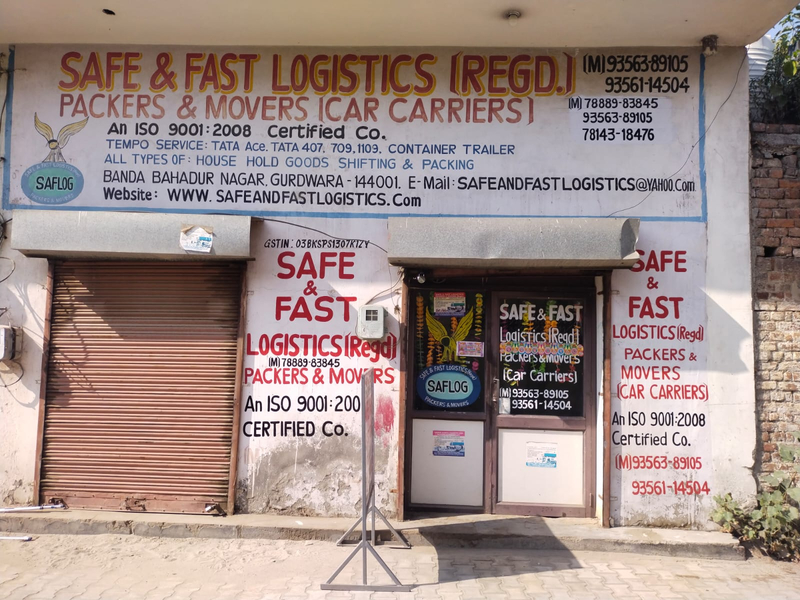 SAFE & FAST LOGISTICS (REGD.)
(M) 93563-89105
93561-14504
PACKERS & MOVERS (CAR CARRIERS)
(M) 78889-83845
93563-89105
78143-18476
An ISO 9001:2008 Certified Co.
TEMPO SERVICE: TATA Ace. TATA 407, 709, 1109, CONTAINER TRAILER
ALL TYPES OF: HOUSE HOLD GOODS SHIFTING & PACKING
BANDA BAHADUR NAGAR, GURDWARA - 144001, E-Mail: SAFEANDFASTLOGISTICS@YAHOO.Com
Website: WWW. SAFEANDFASTLOGISTICS.Com
SAFLOG
GSTIN: 03BKSPS1307K1ZY
SAFE
&
FAST
LOGISTICS (Regd)
(M) 78889-83845
PACKERS & MOVERS
An ISO 9001:200
CERTIFIED Co.
SAFE & FAST LOGISTICS (Regd)
SAFLOG
PACKERS & MOVERS
SAFE & FAST
Logistics (Regd)
Packers & Movers
(Car Carriers)
(M) 93563-89105
93561-14504
SAFE
&
FAST
LOGISTICS (Regd)
PACKERS &
MOVERS
(CAR CARRIERS)
An ISO 9001:2008
Certified Co.
(M) 93563-89105
93561-14504